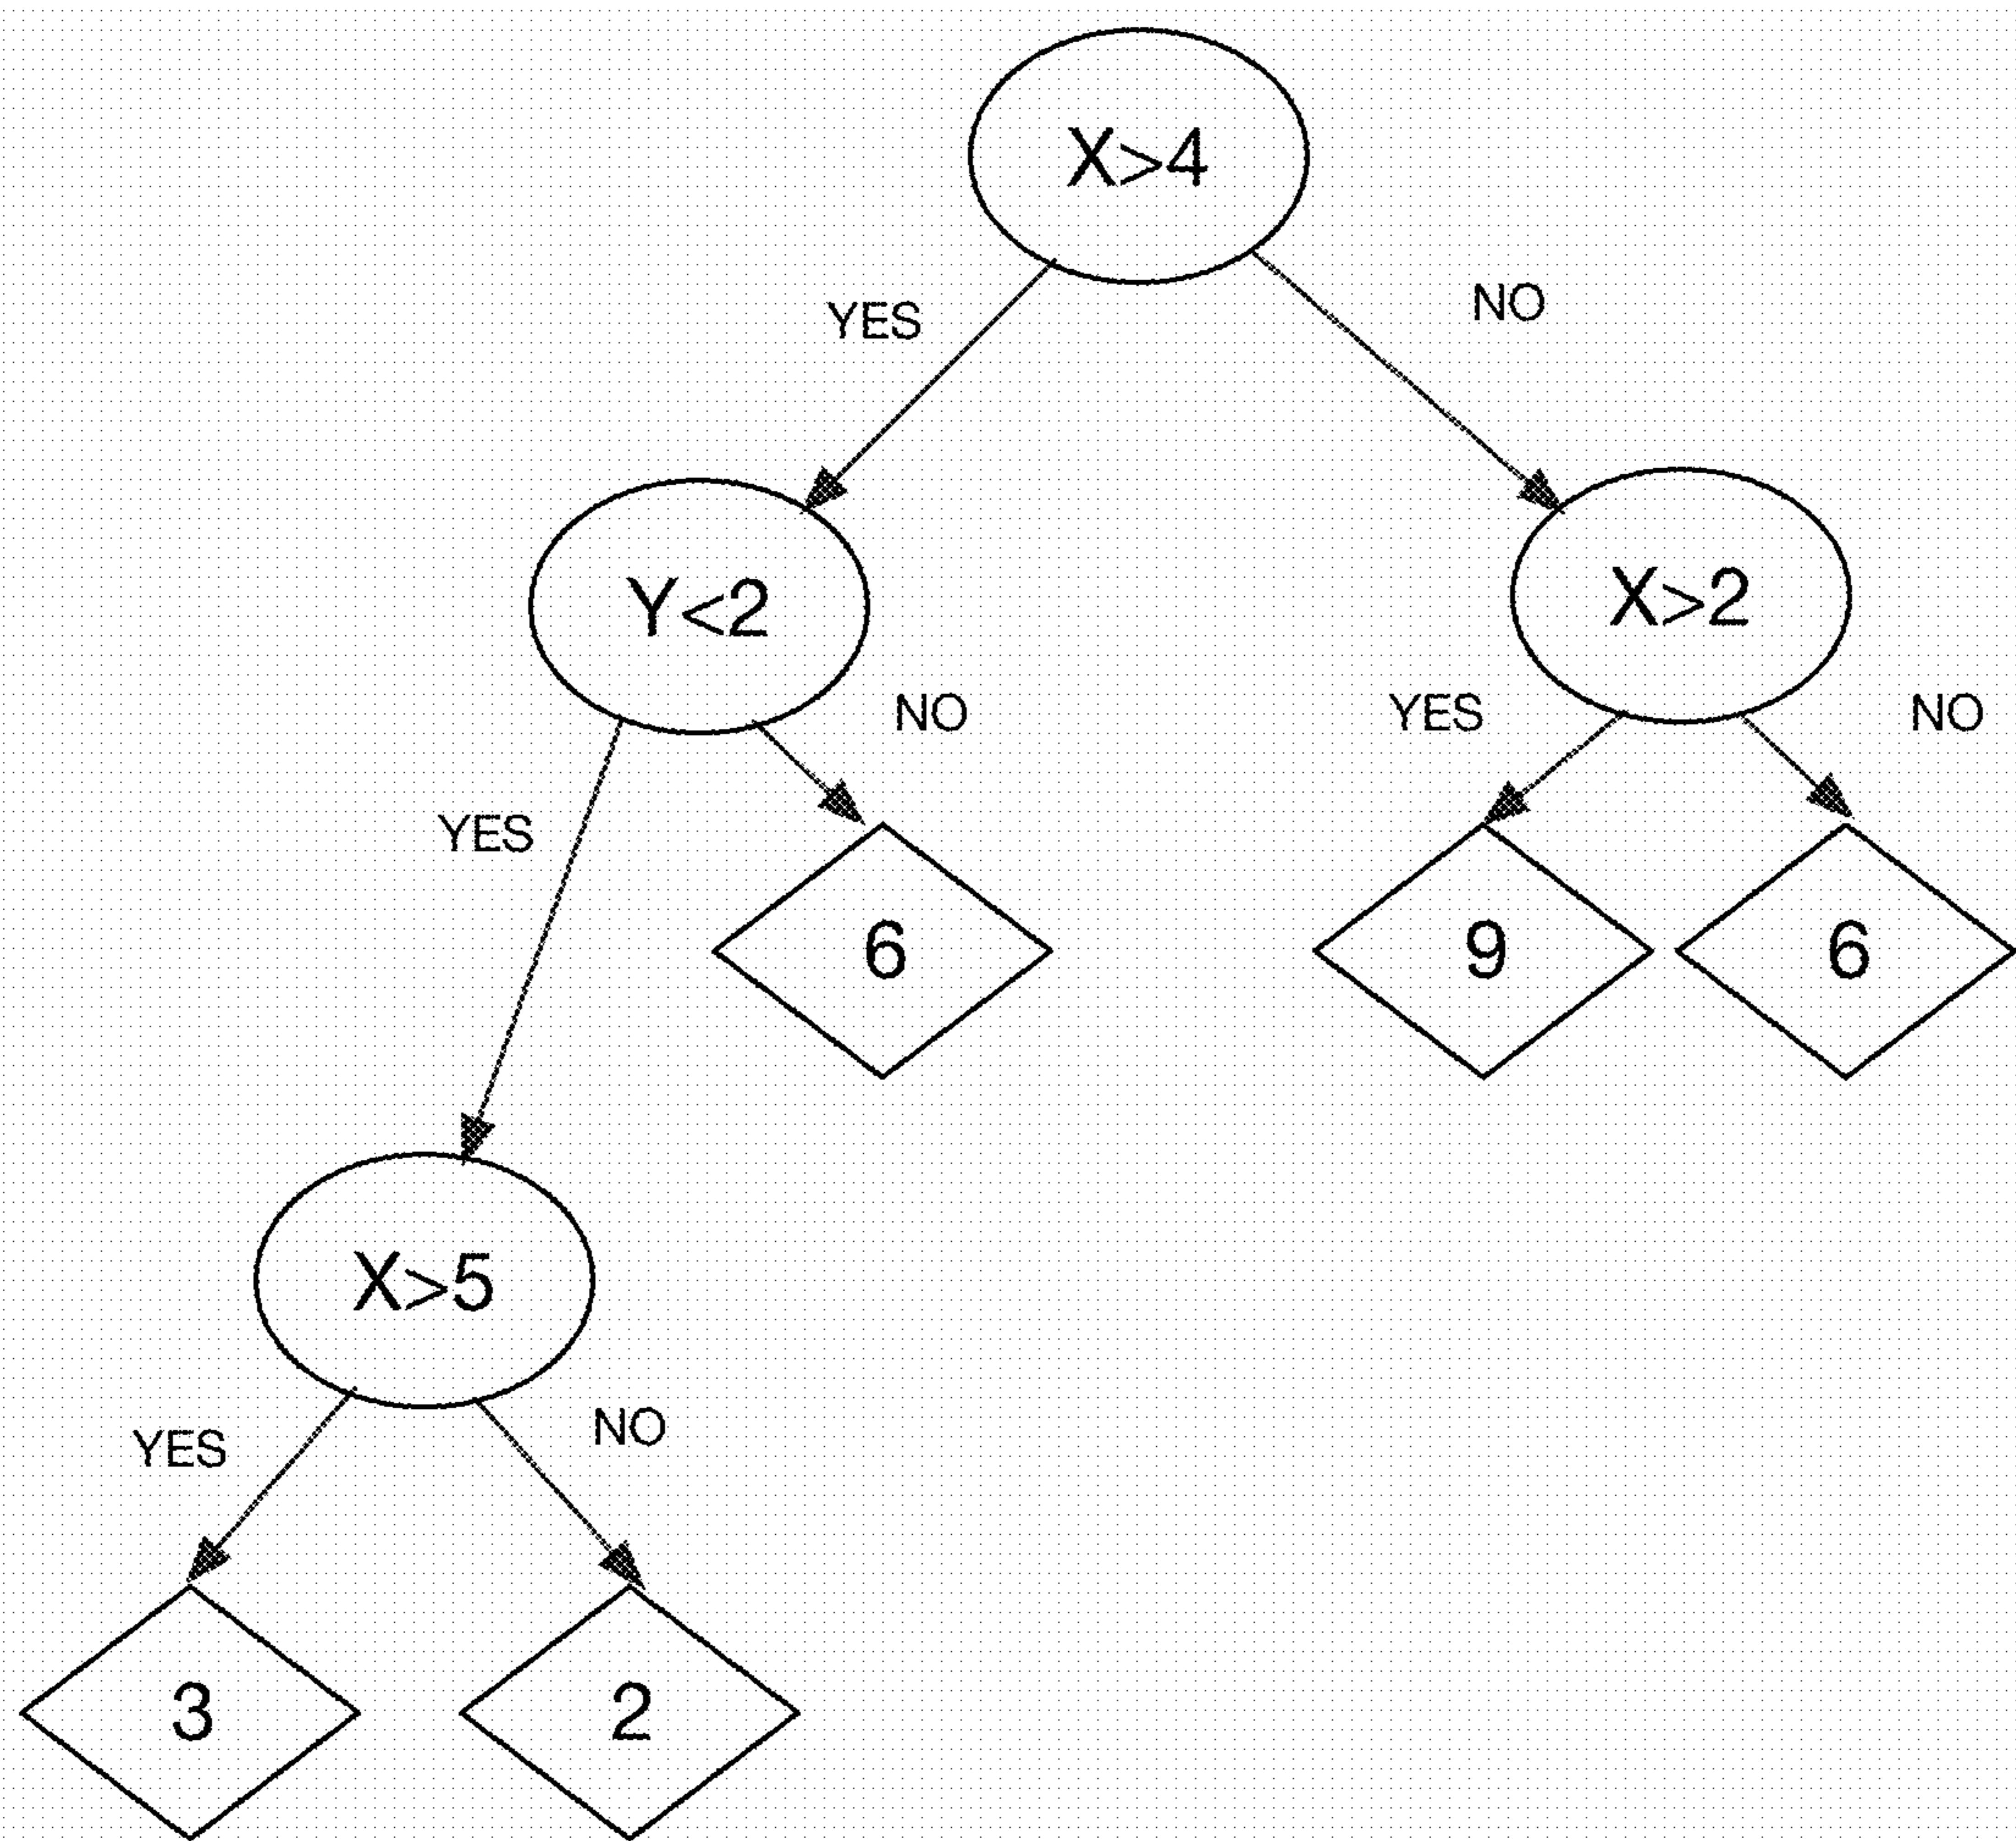 X>4
YES
NO
Y<2
X>2
NO
YES
NO
YES
6
9
6
X>5
YES
NO
3
2